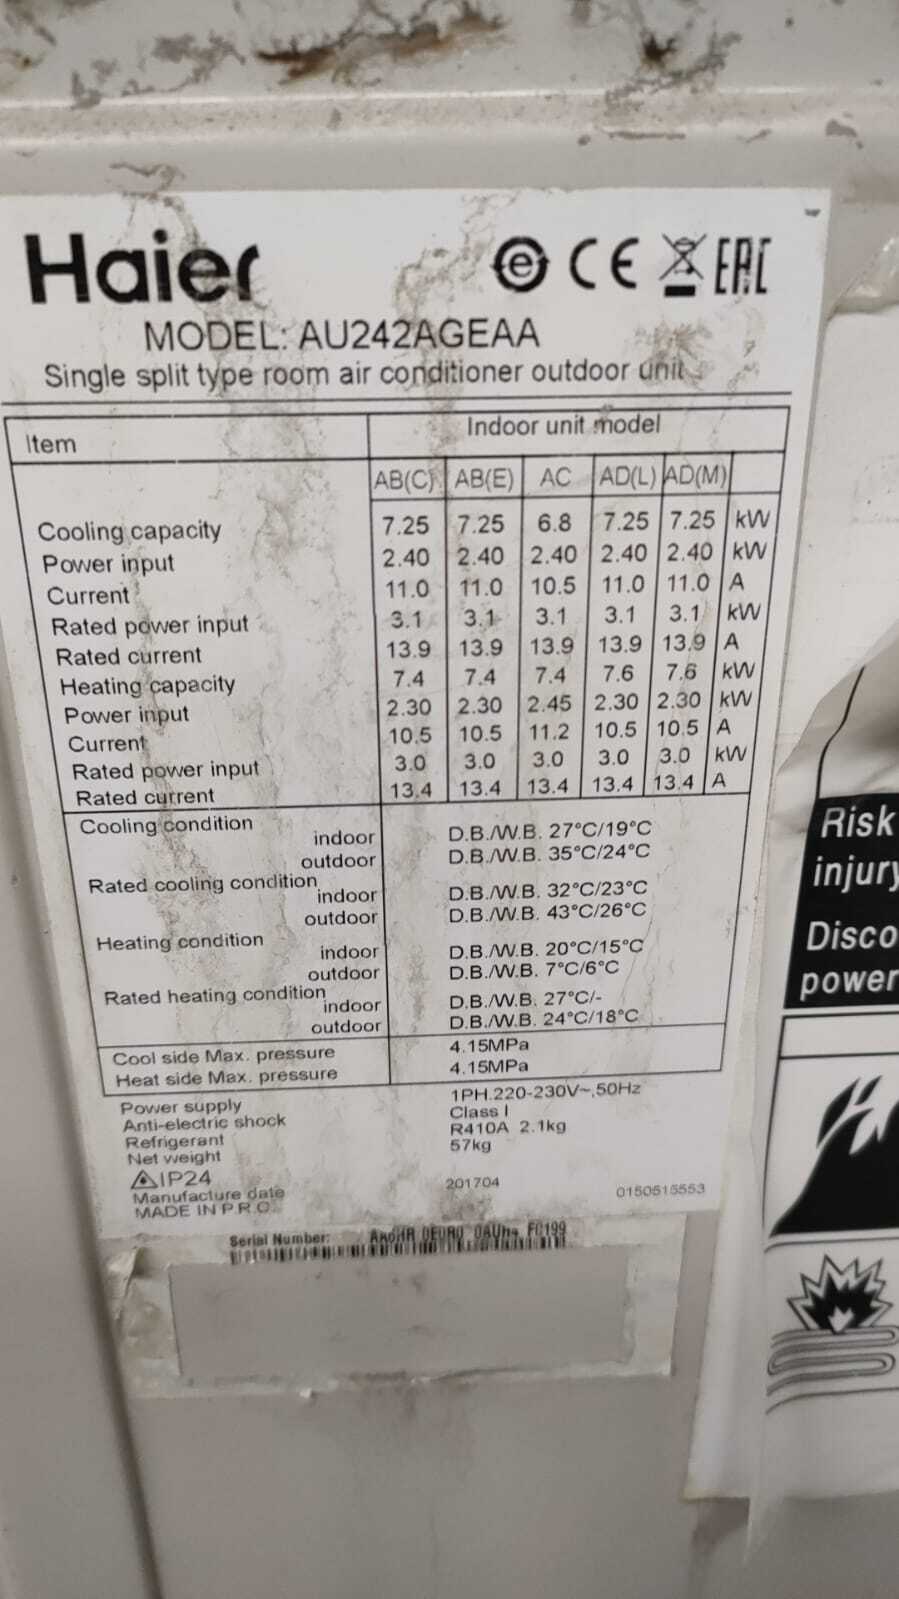 Haier
e CE EAC
MODEL: AU242AGEAA
Single split type room air conditioner outdoor unit
Item Indoor unit model
AB(C) AB(E) AC AD(L) AD(M)
Cooling capacity 7.25 7.25 6.8 7.25 7.25 kW
Power input 2.40 2.40 2.40 2.40 2.40 kW
Current 11.0 11.0 10.5 11.0 11.0 A
Rated power input 3.1 3.1 3.1 3.1 3.1 kW
Rated current 13.9 13.9 13.9 13.9 13.9 A
Heating capacity 7.4 7.4 7.4 7.6 7.6 kW
Power input 2.30 2.30 2.45 2.30 2.30 kW
Current 10.5 10.5 11.2 10.5 10.5 A
Rated power input 3.0 3.0 3.0 3.0 3.0 kW
Rated current 13.4 13.4 13.4 13.4 13.4 A
Cooling condition
indoor D.B./W.B. 27°C/19°C
outdoor D.B./W.B. 35°C/24°C
Rated cooling condition
indoor D.B./W.B. 32°C/23°C
outdoor D.B./W.B. 43°C/26°C
Heating condition
indoor D.B./W.B. 20°C/15°C
outdoor D.B./W.B. 7°C/6°C
Rated heating condition
indoor D.B./W.B. 27°C/-
outdoor D.B./W.B. 24°C/18°C
Cool side Max. pressure 4.15MPa
Heat side Max. pressure 4.15MPa
Power supply 1PH.220-230V~,50Hz
Anti-electric shock Class I
Refrigerant R410A 2.1kg
Net weight 57kg
IP24
Manufacture date 201704
MADE IN P.R.C. 0150515553
Serial Number:
Risk
injury
Disco
power